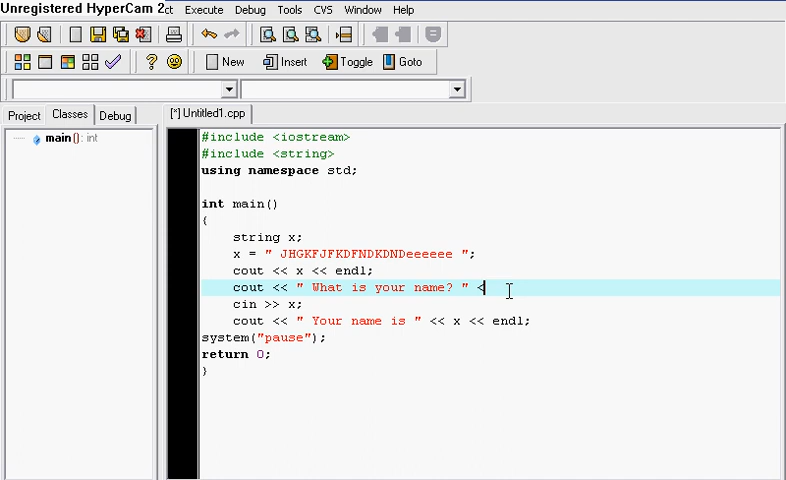 Unregistered HyperCam 2ct Execute Debug Tools CVS Window Help
New Insert Toggle Goto
Project Classes Debug [*] Untitled1.cpp
main(): int
#include <iostream>
#include <string>
using namespace std;
int main()
{
string x;
x = " JHGKFJFKDFNDKDNDeeeeee ";
cout << x << endl;
cout << " What is your name? " <
cin >> x;
cout << " Your name is " << x << endl;
system("pause");
return 0;
}